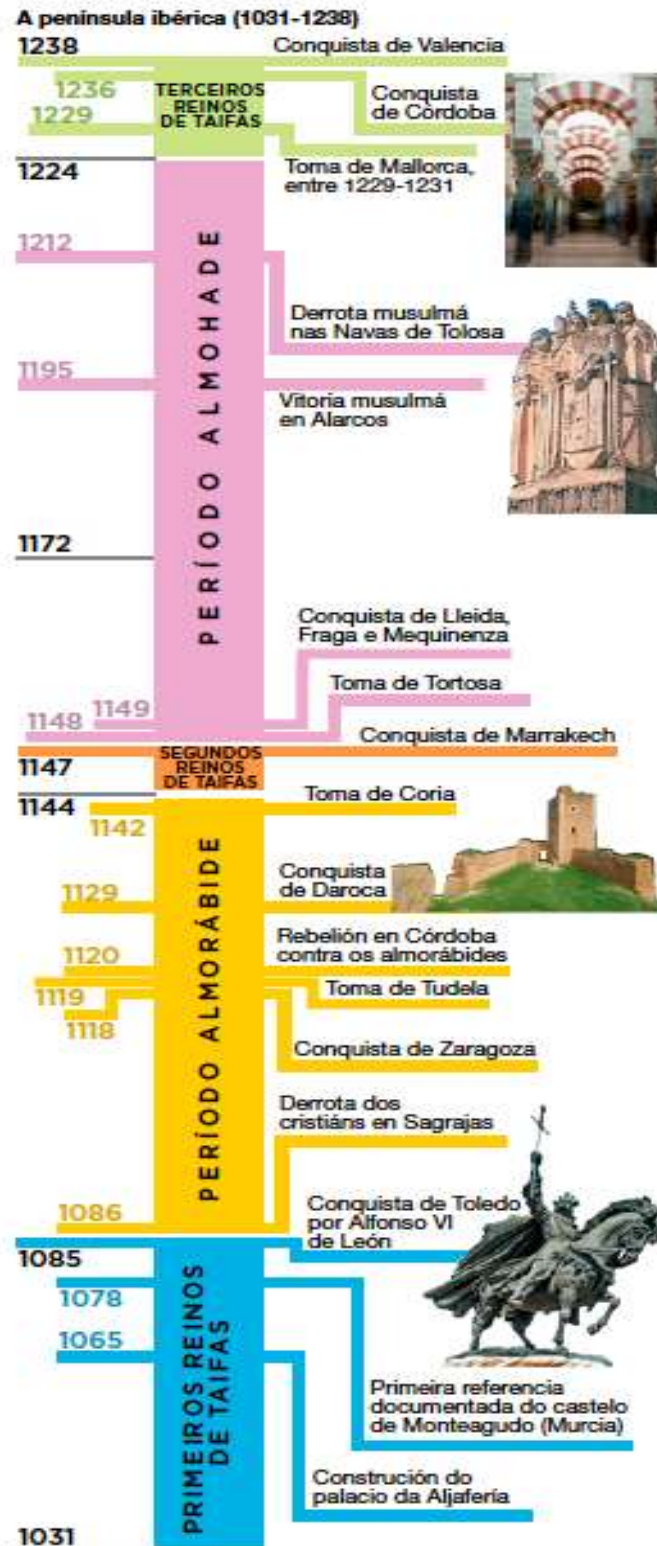 A península ibérica (1031-1238)
1238
Conquista de Valencia
1236
TERCEIROS
REINOS
DE TAIFAS
Conquista
de Córdoba
1229
Toma de Mallorca,
entre 1229-1231
1224
PERÍODO ALMOHADE
1212
Derrota musulmá
nas Navas de Tolosa
1195
Vitoria musulmá
en Alarcos
1172
Conquista de Lleida,
Fraga e Mequinenza
1149
Toma de Tortosa
1148
Conquista de Marrakech
1147
SEGUNDOS
REINOS
DE TAIFAS
1144
Toma de Coria
1142
PERÍODO ALMORÁBIDE
Conquista
de Daroca
1129
Rebelión en Córdoba
contra os almorábides
1120
Toma de Tudela
1119
1118
Conquista de Zaragoza
Derrota dos
cristiáns en Sagrajas
1086
Conquista de Toledo
por Alfonso VI
de León
1085
PRIMEIROS REINOS
DE TAIFAS
1078
1065
Primeira referencia
documentada do castelo
de Monteagudo (Murcia)
Construción do
palacio da Aljafería
1031